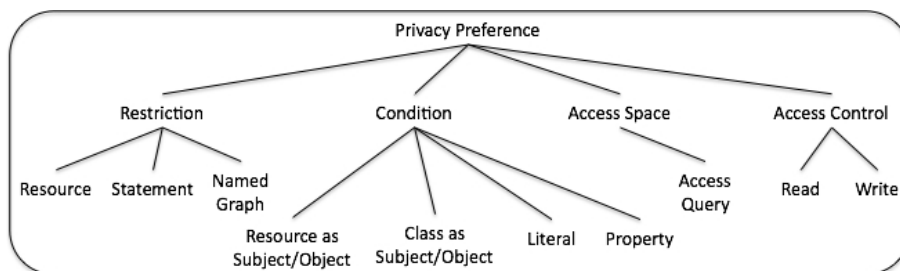 Privacy Preference
Restriction
Condition
Access Space
Access Control
Resource
Statement
Named
Graph
Access
Query
Read
Write
Resource as
Subject/Object
Class as
Subject/Object
Literal
Property